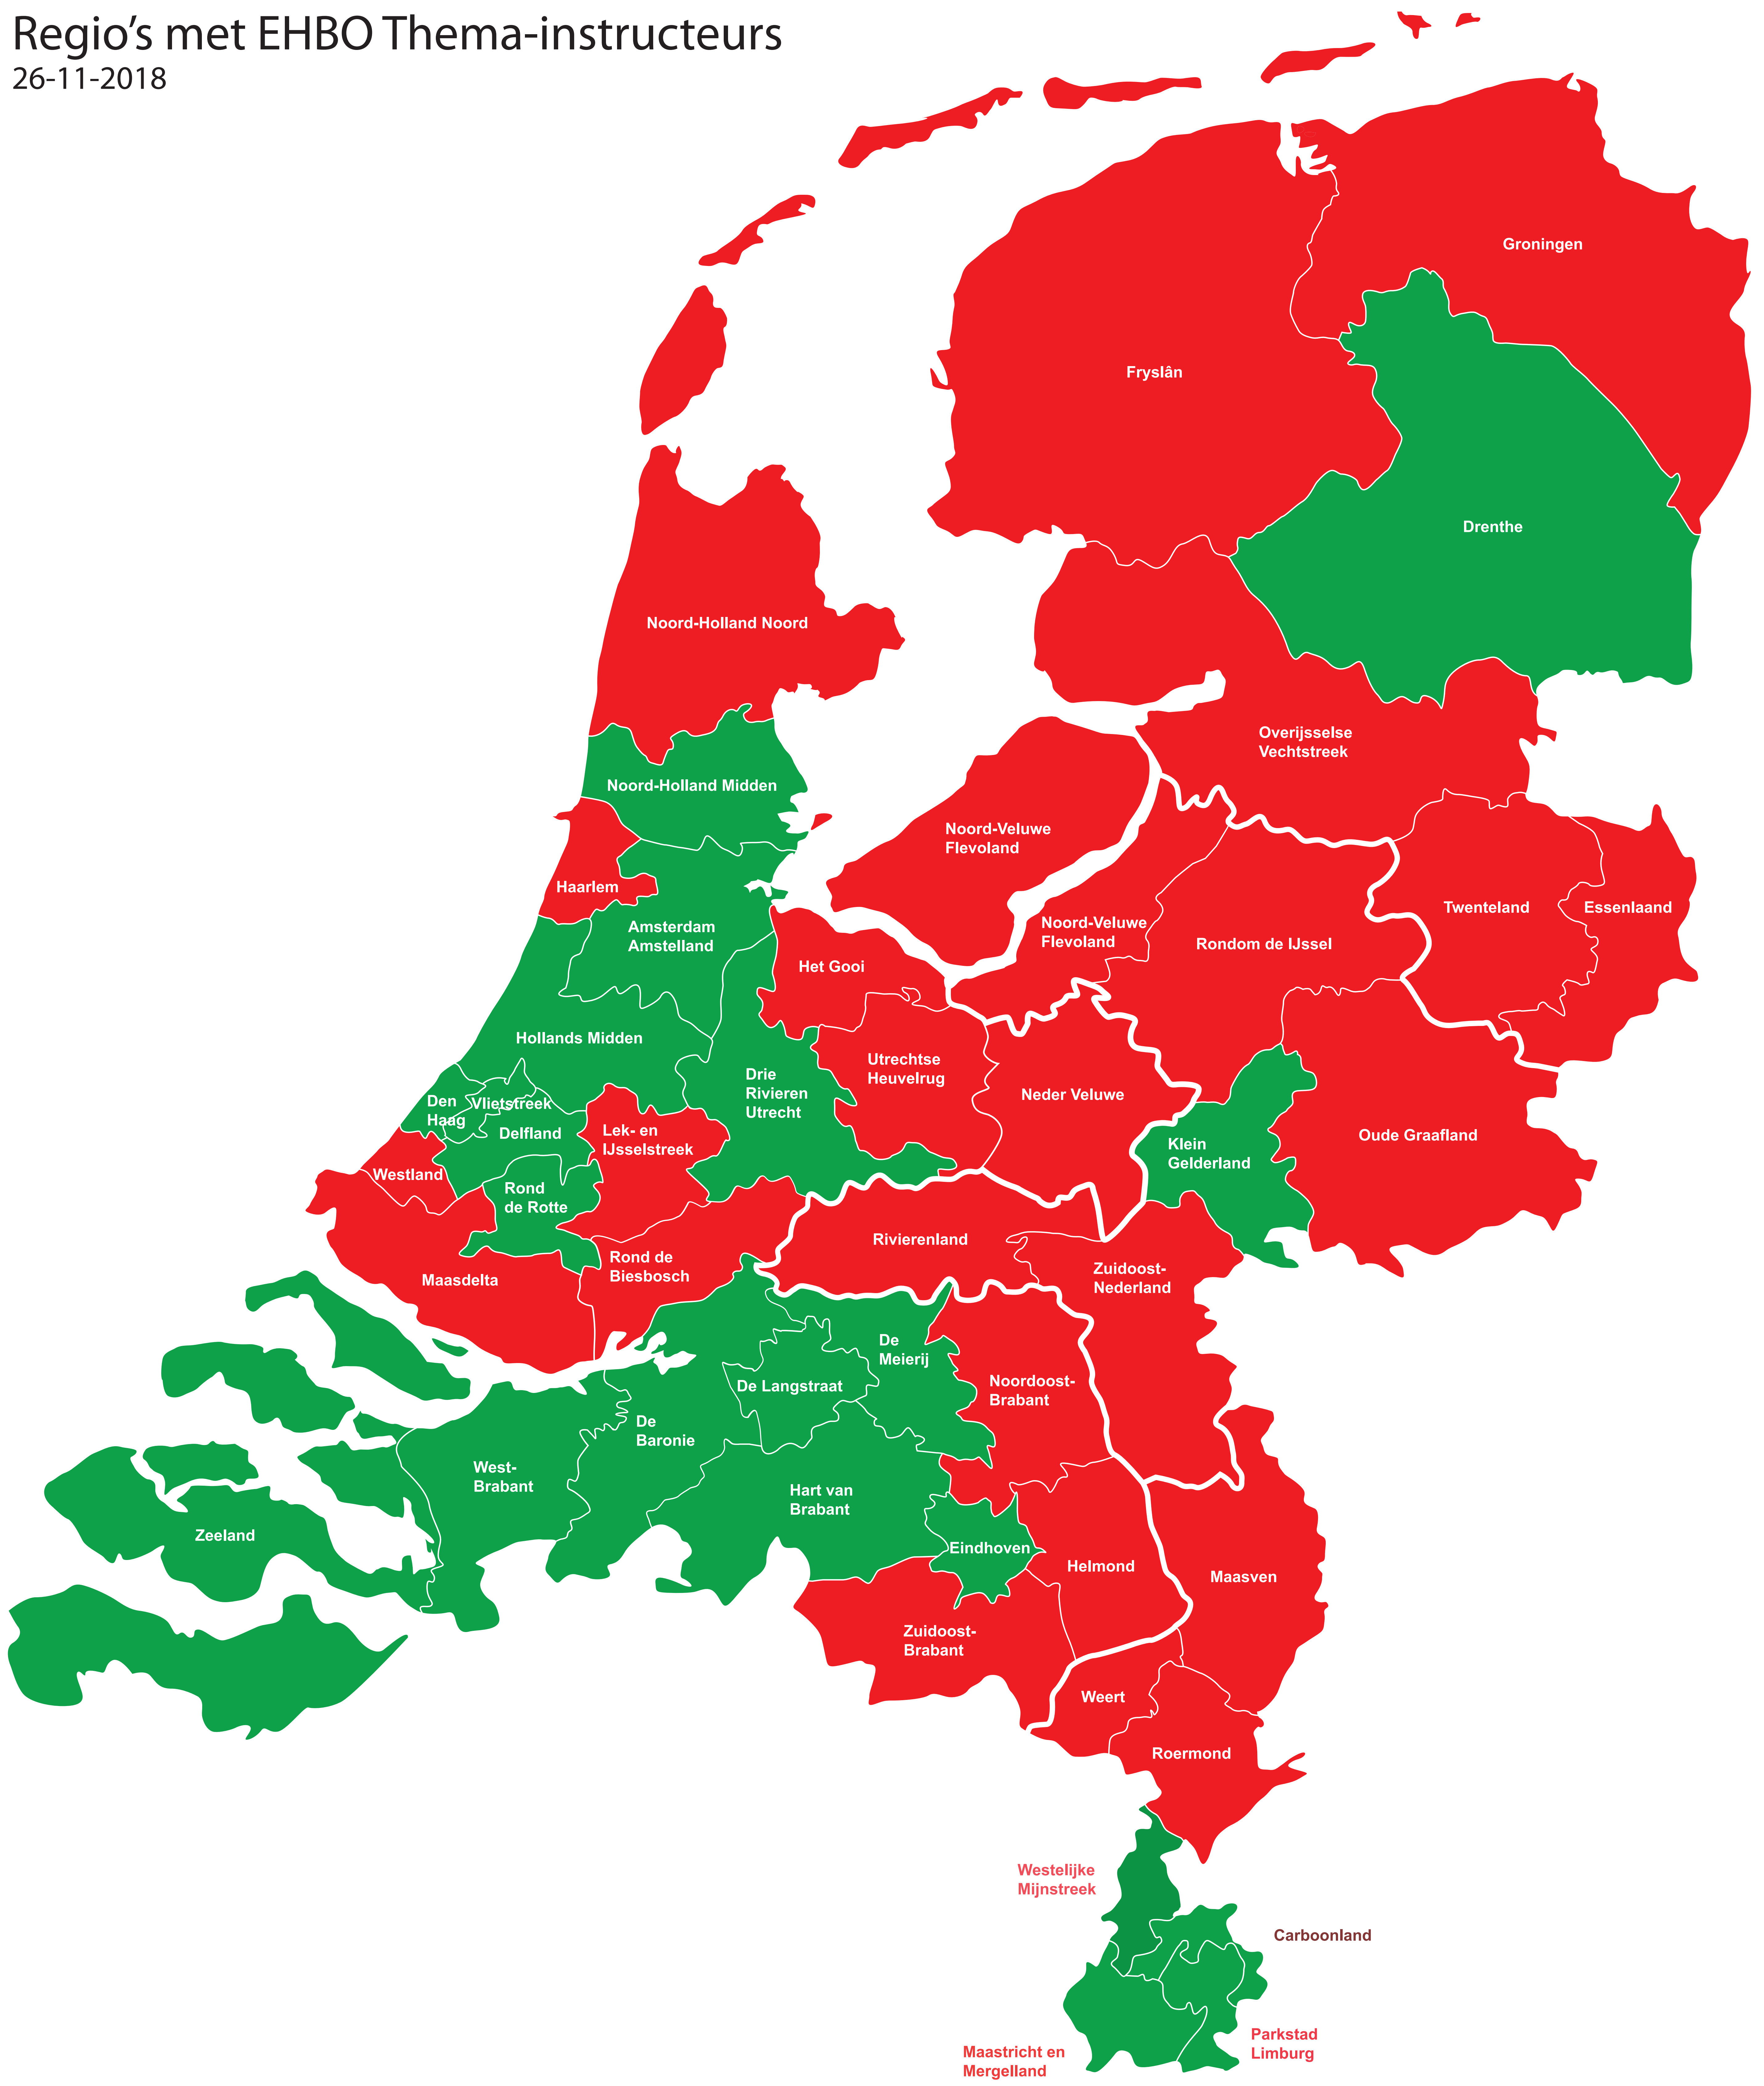 Regio’s met EHBO Thema-instructeurs
26-11-2018
Groningen
Fryslân
Drenthe
Noord-Holland Noord
Overijsselse
Vechtstreek
Noord-Holland Midden
Noord-Veluwe
Flevoland
Haarlem
Amsterdam
Amstelland
Noord-Veluwe
Flevoland
Twenteland
Essenlaand
Rondom de IJssel
Het Gooi
Hollands Midden
Utrechtse
Heuvelrug
Drie
Rivieren
Utrecht
Neder Veluwe
Den
Haag
Vlietstreek
Delfland
Lek- en
IJsselstreek
Klein
Gelderland
Oude Graafland
Westland
Rond
de Rotte
Rivierenland
Rond de
Biesbosch
Maasdelta
Zuidoost-
Nederland
De
Meierij
De Langstraat
Noordoost-
Brabant
De
Baronie
West-
Brabant
Hart van
Brabant
Zeeland
Eindhoven
Helmond
Maasven
Zuidoost-
Brabant
Weert
Roermond
Westelijke
Mijnstreek
Carboonland
Parkstad
Limburg
Maastricht en
Mergelland